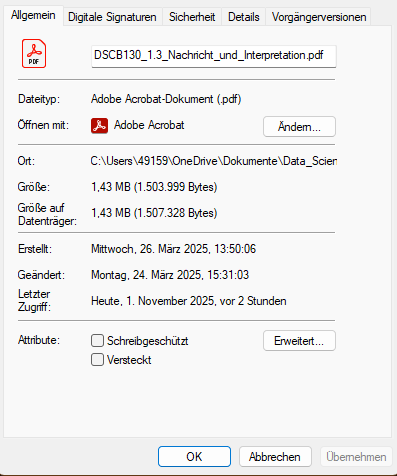 Allgemein Digitale Signaturen Sicherheit Details Vorgängerversionen
PDF DSCB130_1.3_Nachricht_und_Interpretation.pdf
Dateityp: Adobe Acrobat-Dokument (.pdf)
Öffnen mit: Adobe Acrobat Ändern...
Ort: C:\Users\49159\OneDrive\Dokumente\Data_Scien
Größe: 1,43 MB (1.503.999 Bytes)
Größe auf Datenträger: 1,43 MB (1.507.328 Bytes)
Erstellt: Mittwoch, 26. März 2025, 13:50:06
Geändert: Montag, 24. März 2025, 15:31:03
Letzter Zugriff: Heute, 1. November 2025, vor 2 Stunden
Attribute: Schreibgeschützt Erweitert...
Versteckt
OK Abbrechen Übernehmen